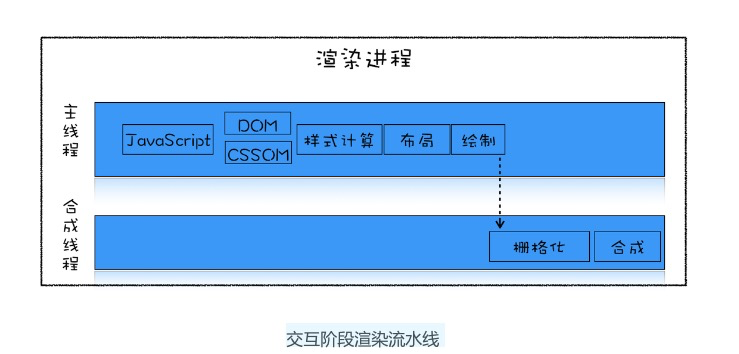 渲染进程
主线程
JavaScript
DOM
CSSOM
样式计算
布局
绘制
合成线程
栅格化
合成
交互阶段渲染流水线